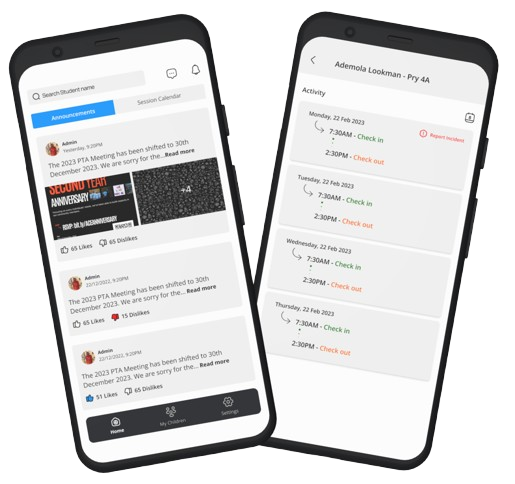 Search Student name
Announcements
Session Calendar
Admin
Yesterday, 9:20PM
The 2023 PTA Meeting has been shifted to 30th
December 2023. We are sorry for the... Read more
SECOND YEAR
ANNIVERSARY
+4
65 Likes
65 Dislikes
Admin
22/12/2022, 9:20PM
The 2023 PTA Meeting has been shifted to 30th
December 2023. We are sorry for the... Read more
65 Likes
15 Dislikes
Admin
22/12/2022, 9:20PM
The 2023 PTA Meeting has been shifted to 30th
December 2023. We are sorry for the... Read more
51 Likes
65 Dislikes
Home
My Children
Settings
Ademola Lookman - Pry 4A
Activity
Monday, 22 Feb 2023
7:30AM - Check in
Report Incident
2:30PM - Check out
Tuesday, 22 Feb 2023
7:30AM - Check in
2:30PM - Check out
Wednesday, 22 Feb 2023
7:30AM - Check in
2:30PM - Check out
Thursday, 22 Feb 2023
7:30AM - Check in
2:30PM - Check out